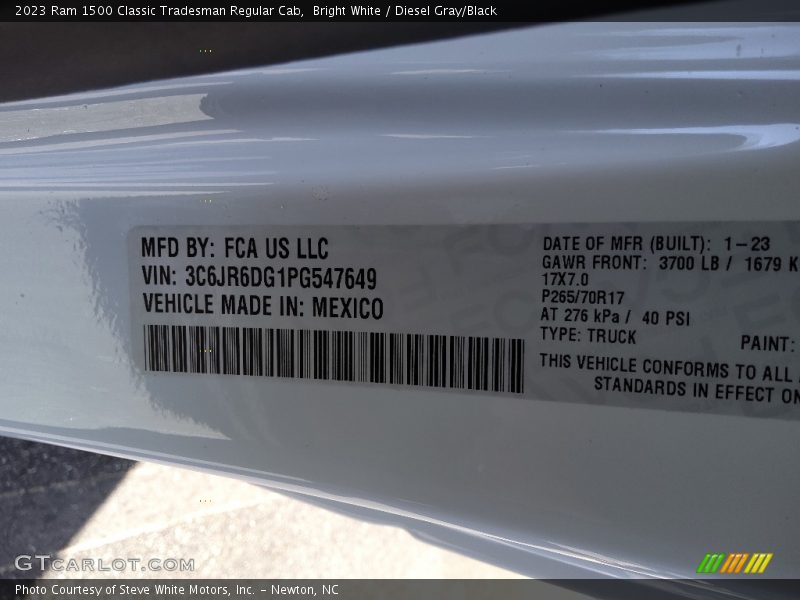 2023 Ram 1500 Classic Tradesman Regular Cab,  Bright White / Diesel Gray/Black
MFD BY: FCA US LLC
VIN: 3C6JR6DG1PG547649
VEHICLE MADE IN: MEXICO
DATE OF MFR (BUILT): 1-23
GAWR FRONT: 3700 LB / 1679 K
17X7.0
P265/70R17
AT 276 kPa / 40 PSI
TYPE: TRUCK PAINT:
THIS VEHICLE CONFORMS TO ALL
STANDARDS IN EFFECT ON
GTCARLOT.COM
Photo Courtesy of Steve White Motors, Inc. - Newton, NC